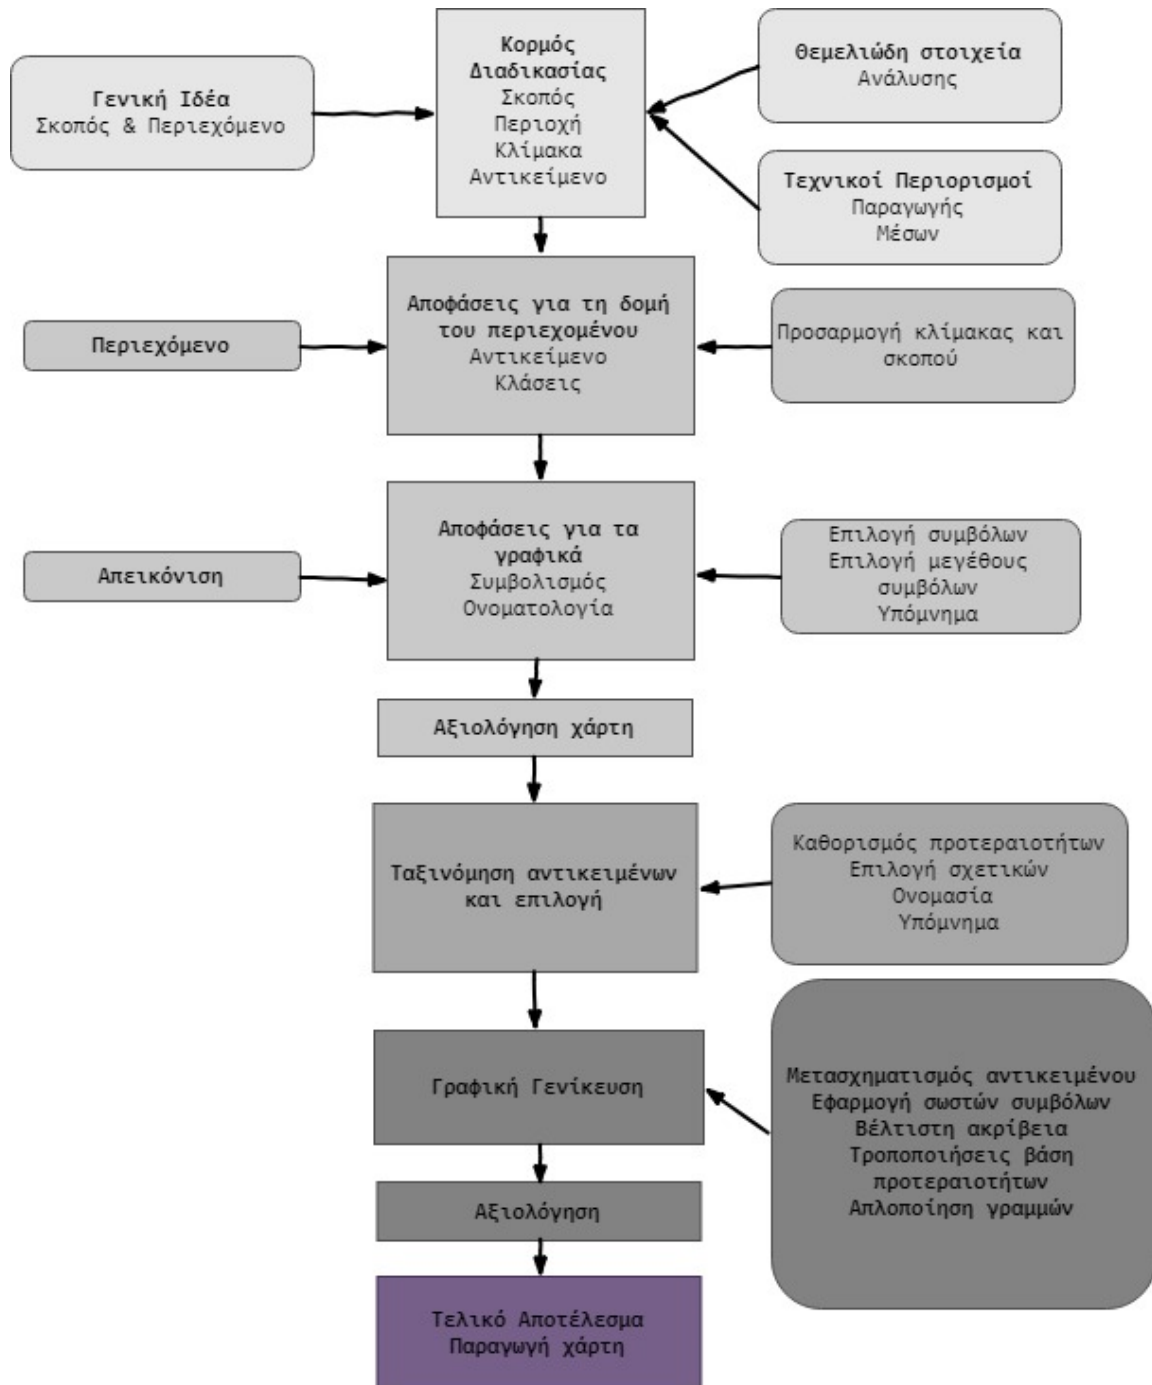 Γενική Ιδέα
Σκοπός & Περιεχόμενο
Κορμός
Διαδικασίας
Σκοπός
Περιοχή
Κλίμακα
Αντικείμενο
Θεμελιώδη στοιχεία
Ανάλυσης
Τεχνικοί Περιορισμοί
Παραγωγής
Μέσων
Περιεχόμενο
Αποφάσεις για τη δομή
του περιεχομένου
Αντικείμενο
Κλάσεις
Προσαρμογή κλίμακας και
σκοπού
Απεικόνιση
Αποφάσεις για τα
γραφικά
Συμβολισμός
Ονοματολογία
Επιλογή συμβόλων
Επιλογή μεγέθους
συμβόλων
Υπόμνημα
Αξιολόγηση χάρτη
Ταξινόμηση αντικειμένων
και επιλογή
Καθορισμός προτεραιοτήτων
Επιλογή σχετικών
Ονομασία
Υπόμνημα
Γραφική Γενίκευση
Μετασχηματισμός αντικειμένου
Εφαρμογή σωστών συμβόλων
Βέλτιστη ακρίβεια
Τροποποιήσεις βάση
προτεραιοτήτων
Απλοποίηση γραμμών
Αξιολόγηση
Τελικό Αποτέλεσμα
Παραγωγή χάρτη